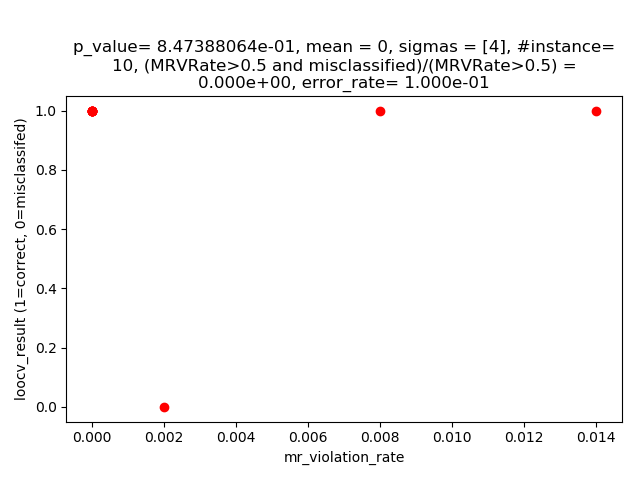 p_value= 8.47388064e-01, mean = 0, sigmas = [4], #instance=
10, (MRVRate>0.5 and misclassified)/(MRVRate>0.5) =
0.000e+00, error_rate= 1.000e-01
1.0
0.8
0.6
0.4
0.2
0.0
loocv_result (1=correct, 0=misclassifed)
0.000 0.002 0.004 0.006 0.008 0.010 0.012 0.014
mr_violation_rate